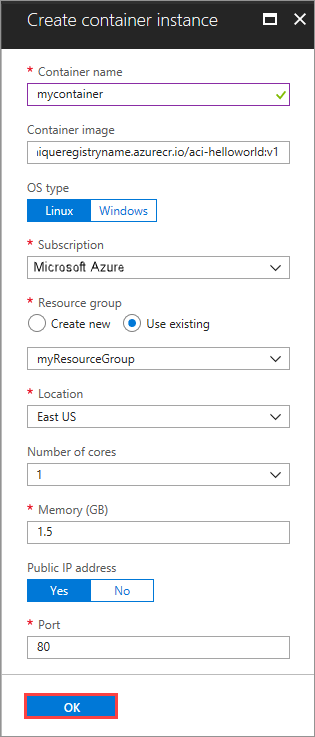 Create container instance
* Container name
mycontainer
Container image
iqueregistryname.azurecr.io/aci-helloworld:v1
OS type
Linux Windows
* Subscription
Microsoft Azure
* Resource group
Create new Use existing
myResourceGroup
* Location
East US
Number of cores
1
* Memory (GB)
1.5
Public IP address
Yes No
* Port
80
OK